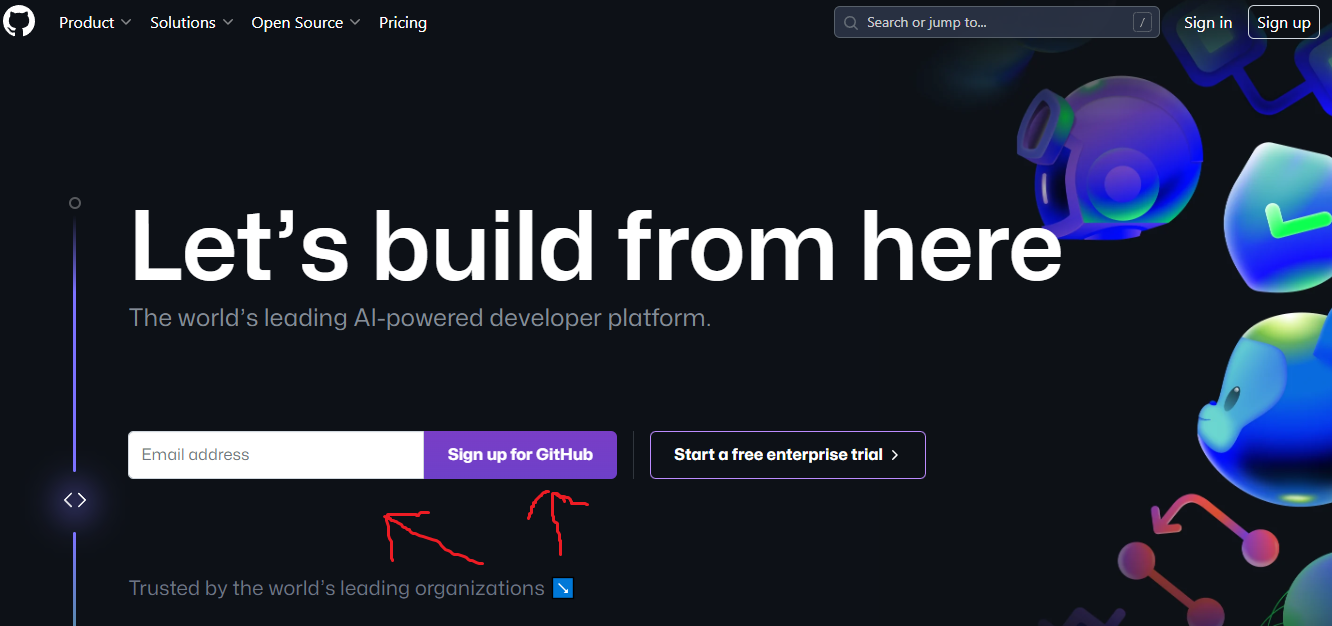 Product Solutions Open Source Pricing Search or jump to... / Sign in Sign up
Let’s build from here
The world’s leading AI-powered developer platform.
Email address Sign up for GitHub Start a free enterprise trial
Trusted by the world’s leading organizations